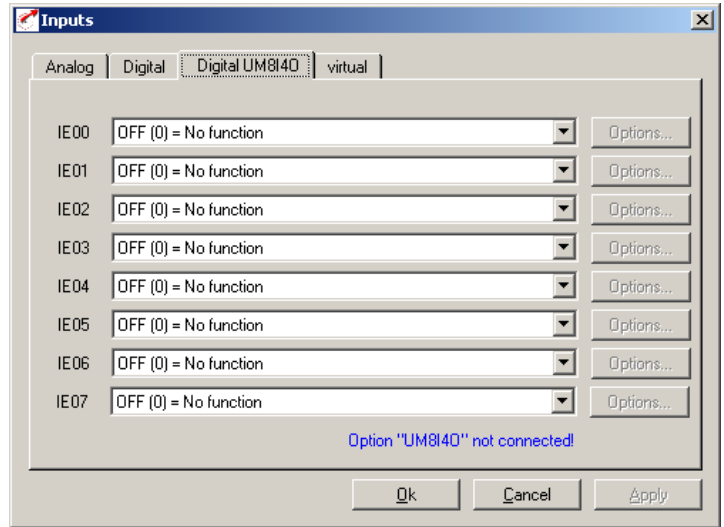 Inputs
Analog Digital Digital UM8I4O virtual
IE00 OFF (0) = No function Options...
IE01 OFF (0) = No function Options...
IE02 OFF (0) = No function Options...
IE03 OFF (0) = No function Options...
IE04 OFF (0) = No function Options...
IE05 OFF (0) = No function Options...
IE06 OFF (0) = No function Options...
IE07 OFF (0) = No function Options...
Option "UM8I4O" not connected!
Ok Cancel Apply